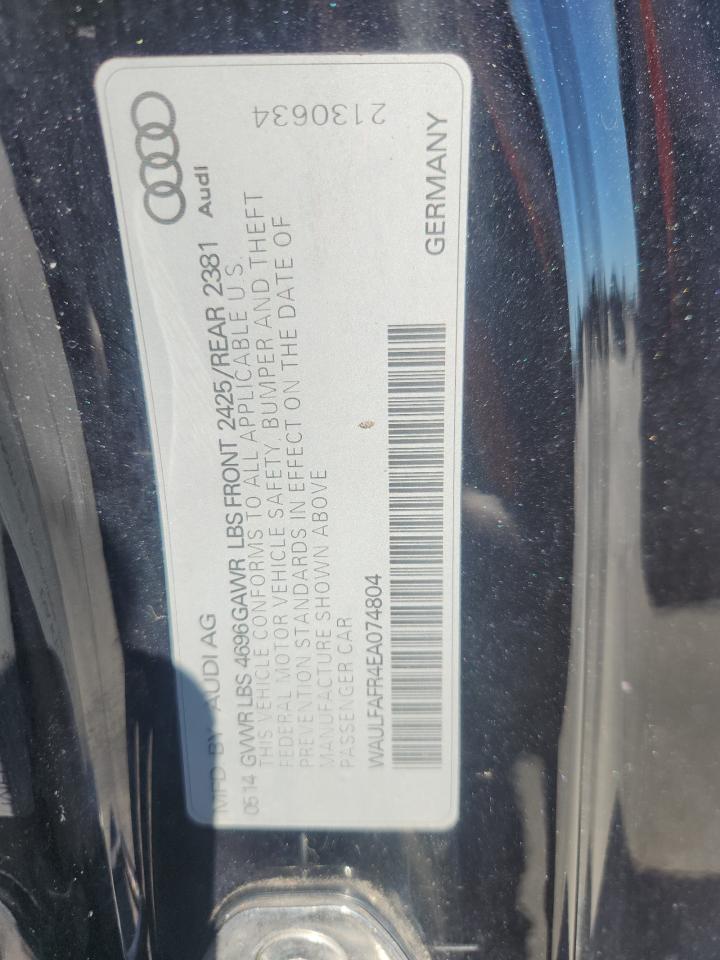 MFD BY AUDI AG
0514 GVWR LBS 4696 GAWR LBS FRONT 2425/REAR 2381
THIS VEHICLE CONFORMS TO ALL APPLICABLE U.S.
FEDERAL MOTOR VEHICLE SAFETY, BUMPER AND THEFT
PREVENTION STANDARDS IN EFFECT ON THE DATE OF
MANUFACTURE SHOWN ABOVE
PASSENGER CAR
WAULFAFR4EA074804
Audi
GERMANY
2130634